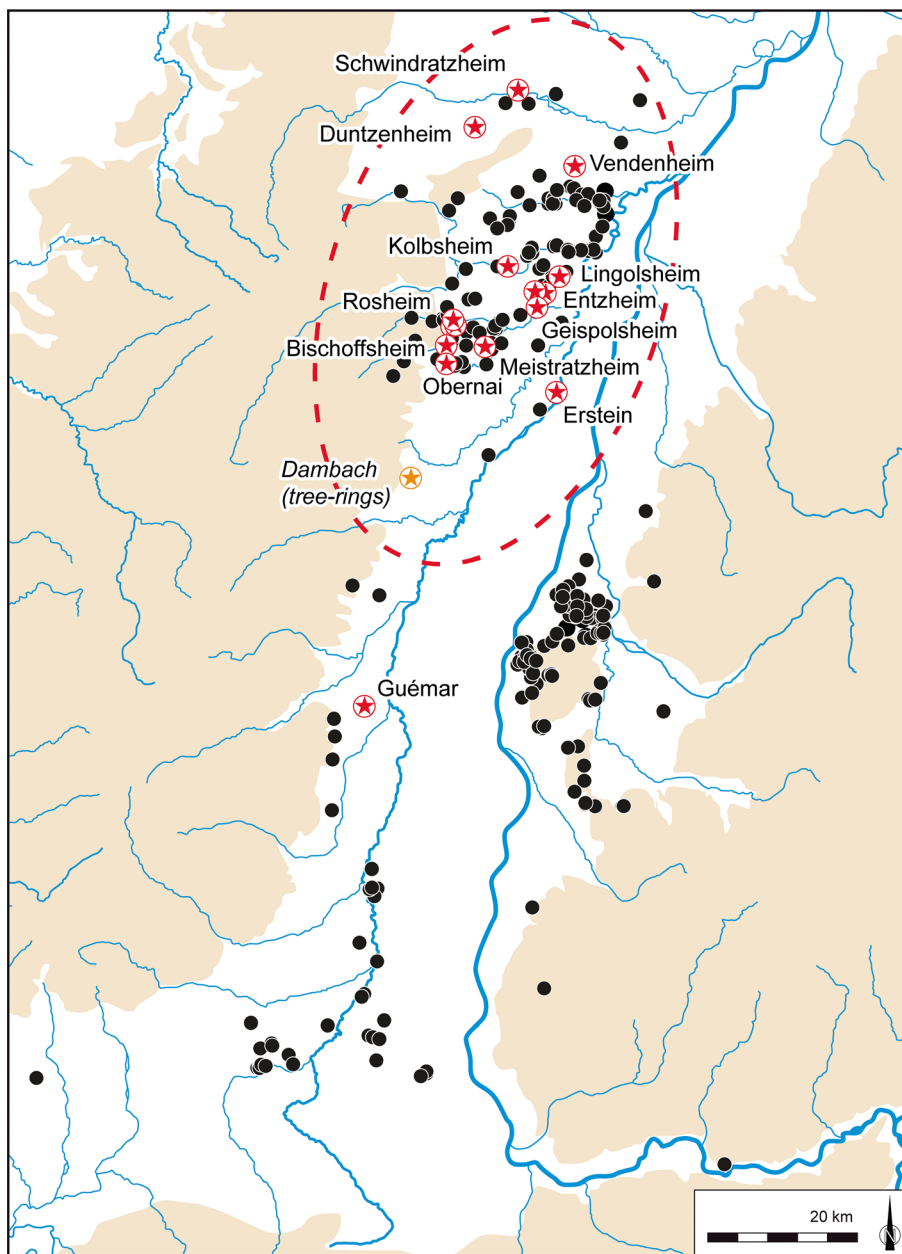 Schwindratzheim
Duntzenheim
Vendenheim
Kolbsheim
Lingolsheim
Rosheim
Entzheim
Geispolsheim
Bischoffsheim
Meistratzheim
Obernai
Erstein
Dambach
(tree-rings)
Guémar
20 km
N